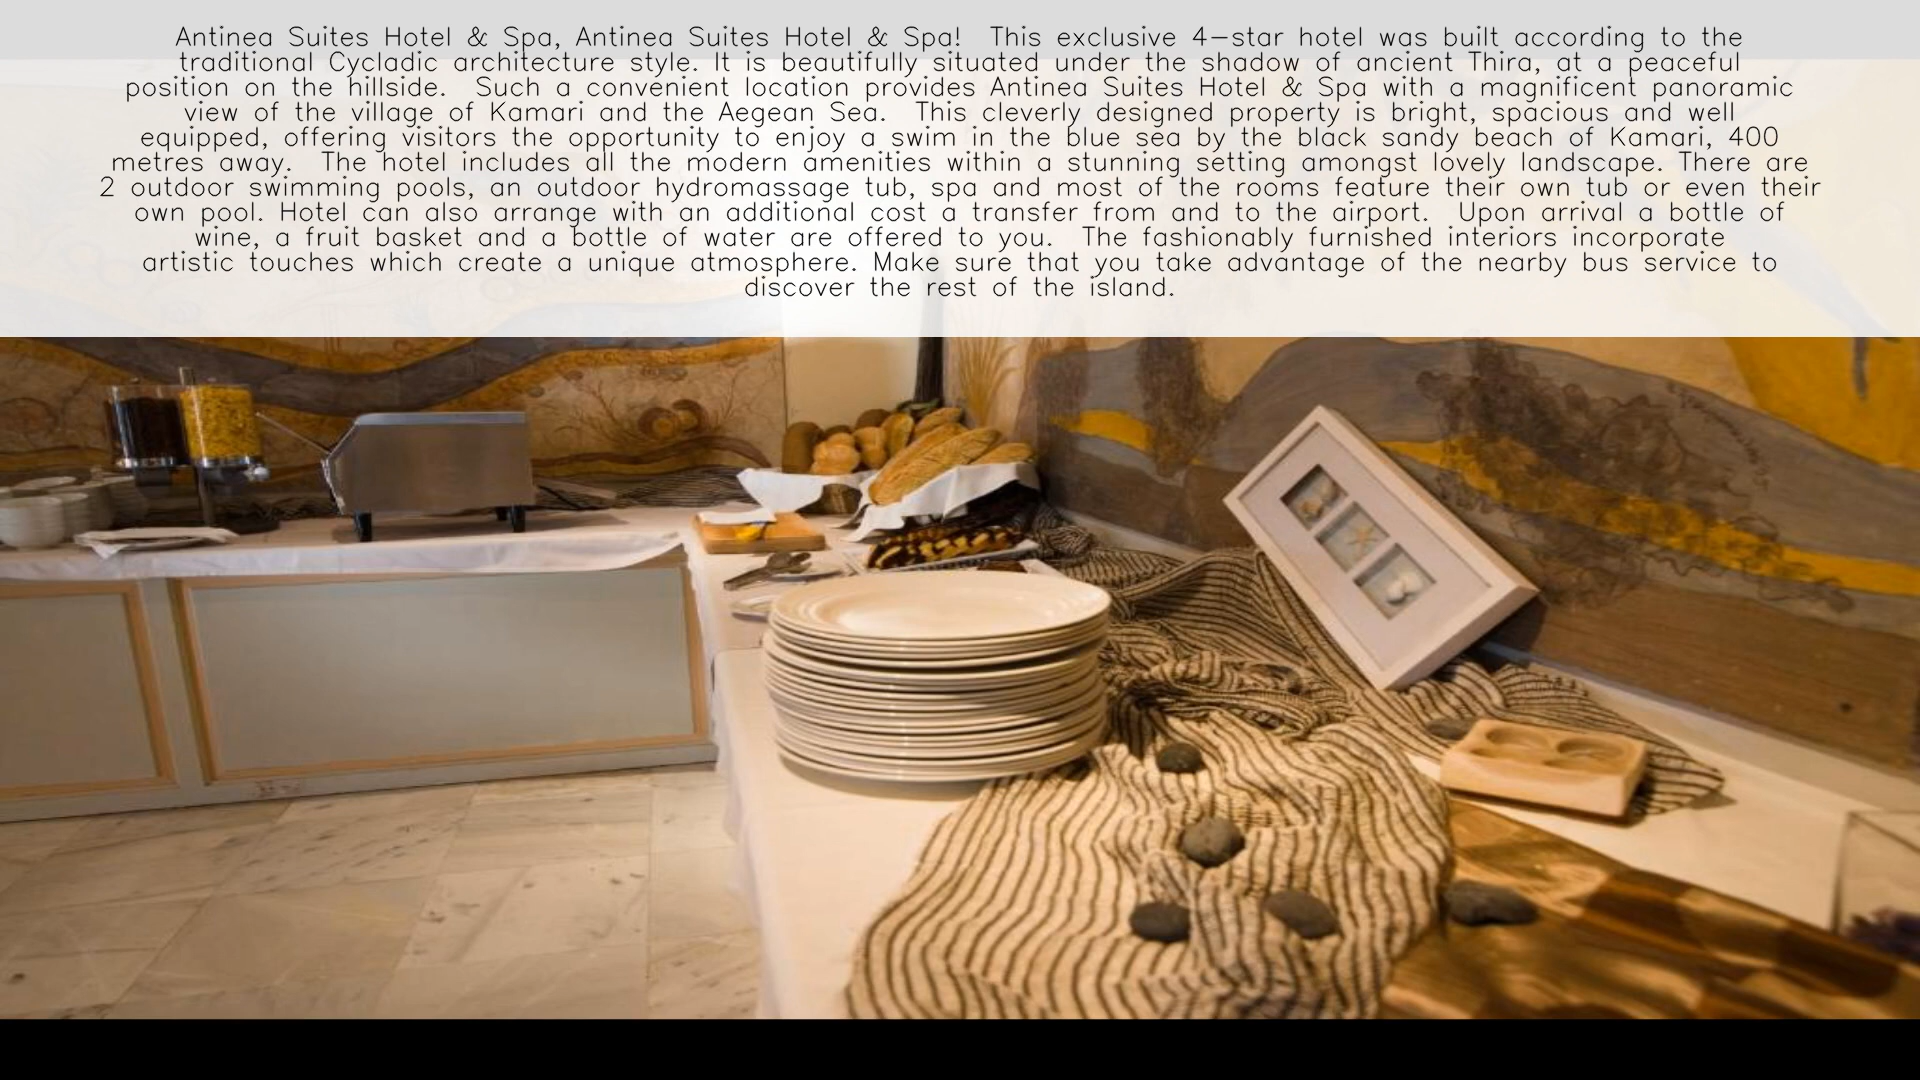 Antinea Suites Hotel & Spa, Antinea Suites Hotel & Spa! This exclusive 4-star hotel was built according to the
traditional Cycladic architecture style. It is beautifully situated under the shadow of ancient Thira, at a peaceful
position on the hillside. Such a convenient location provides Antinea Suites Hotel & Spa with a magnificent panoramic
view of the village of Kamari and the Aegean Sea. This cleverly designed property is bright, spacious and well
equipped, offering visitors the opportunity to enjoy a swim in the blue sea by the black sandy beach of Kamari, 400
metres away. The hotel includes all the modern amenities within a stunning setting amongst lovely landscape. There are
2 outdoor swimming pools, an outdoor hydromassage tub, spa and most of the rooms feature their own tub or even their
own pool. Hotel can also arrange with an additional cost a transfer from and to the airport. Upon arrival a bottle of
wine, a fruit basket and a bottle of water are offered to you. The fashionably furnished interiors incorporate
artistic touches which create a unique atmosphere. Make sure that you take advantage of the nearby bus service to
discover the rest of the island.